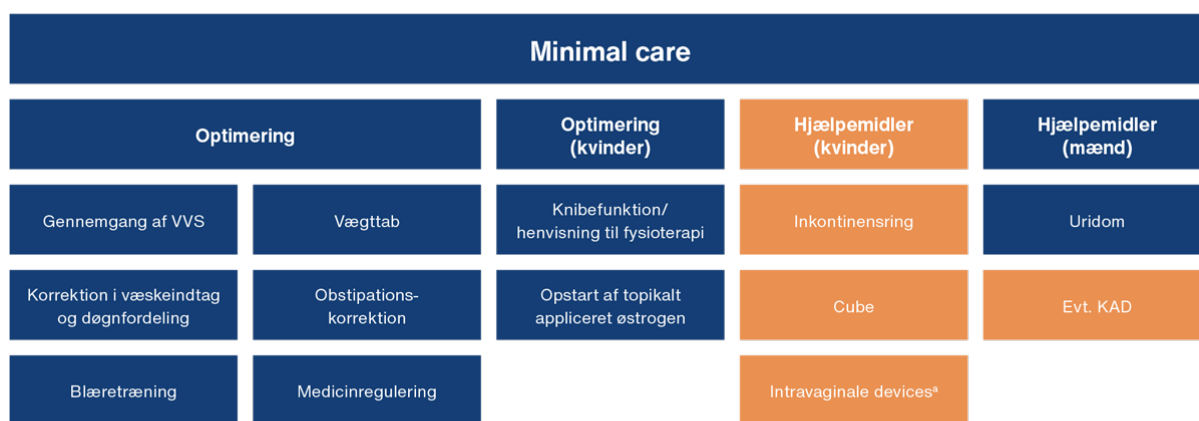 Minimal care
Optimering
Optimering
(kvinder)
Hjælpemidler
(kvinder)
Hjælpemidler
(mænd)
Gennemgang af VVS
Vægttab
Knibefunktion/
henvisning til fysioterapi
Inkontinensring
Uridom
Korrektion i væskeindtag
og døgnfordeling
Obstipations-
korrektion
Opstart af topikalt
appliceret østrogen
Cube
Evt. KAD
Blæretræning
Medicinregulering
Intravaginale devicesª